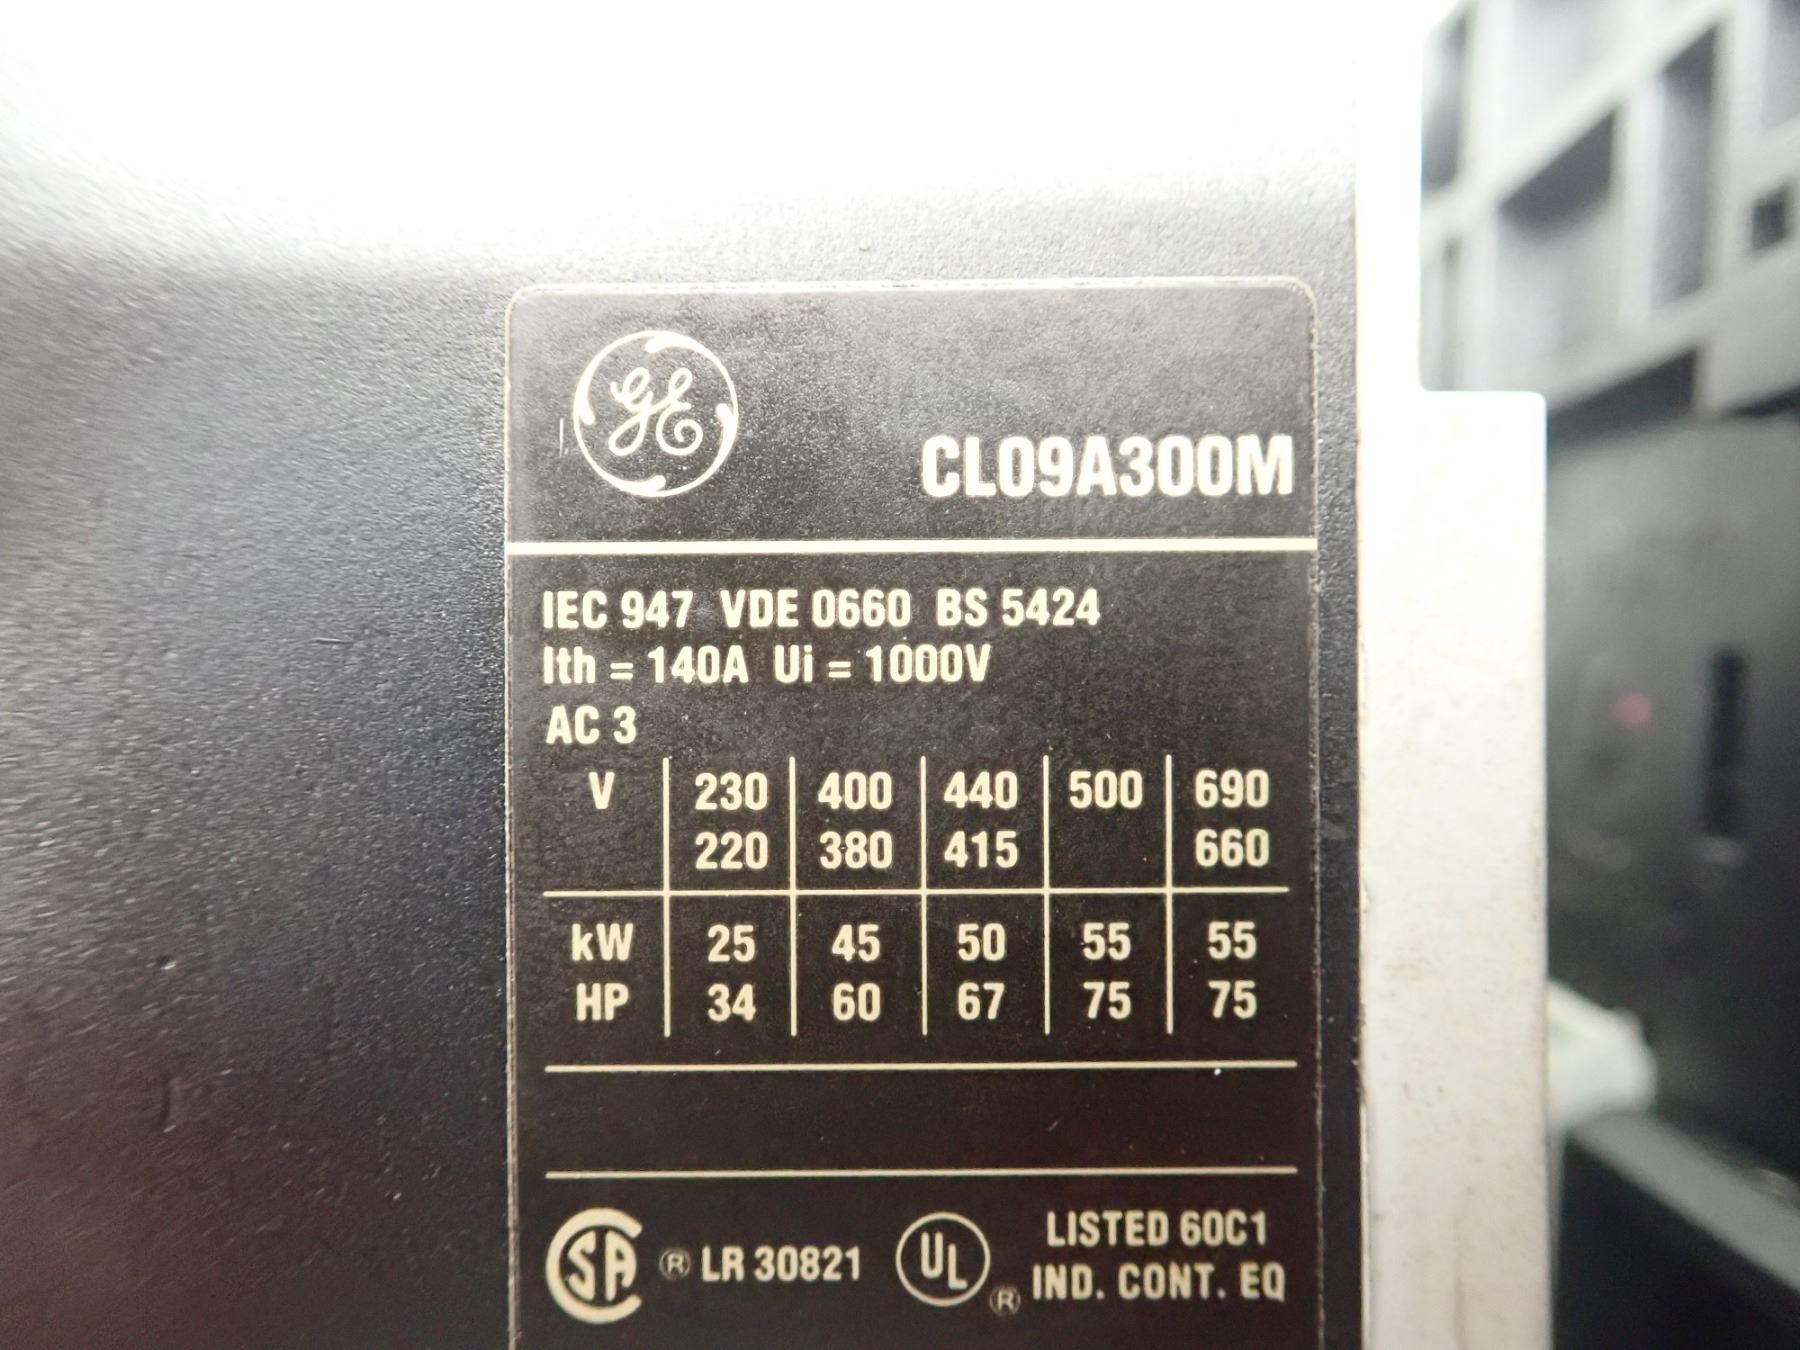 GE
CL09A300M
IEC 947 VDE 0660 BS 5424
Ith = 140A Ui = 1000V
AC 3
V 230 400 440 500 690
220 380 415 660
kW 25 45 50 55 55
HP 34 60 67 75 75
SA ® LR 30821 UL ® LISTED 60C1
IND. CONT. EQ